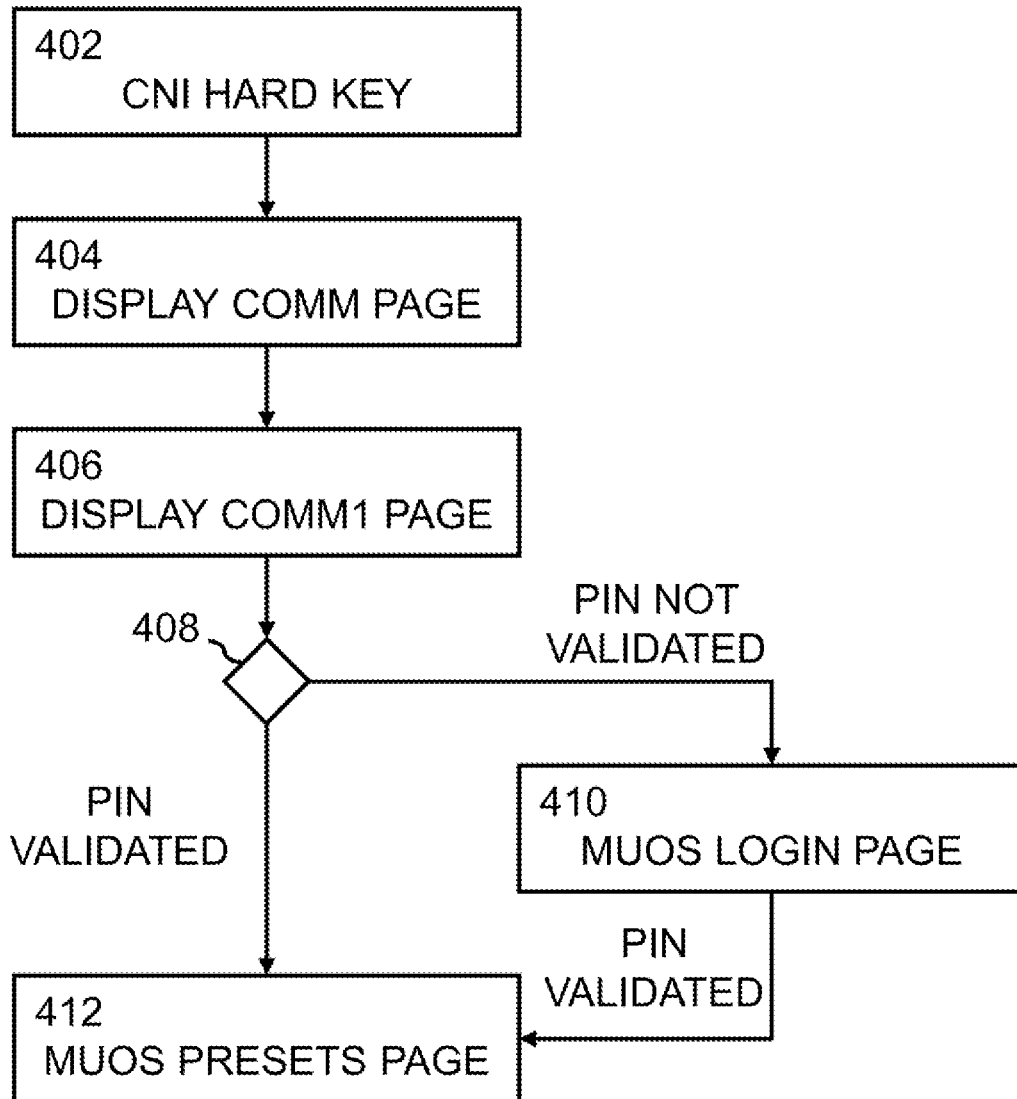 402
CNI HARD KEY
404
DISPLAY COMM PAGE
406
DISPLAY COMM1 PAGE
408
PIN NOT
VALIDATED
PIN
VALIDATED
410
MUOS LOGIN PAGE
PIN
VALIDATED
412
MUOS PRESETS PAGE